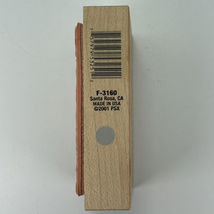 F-3160
Santa Rosa, CA
MADE IN USA
©2001 PSX